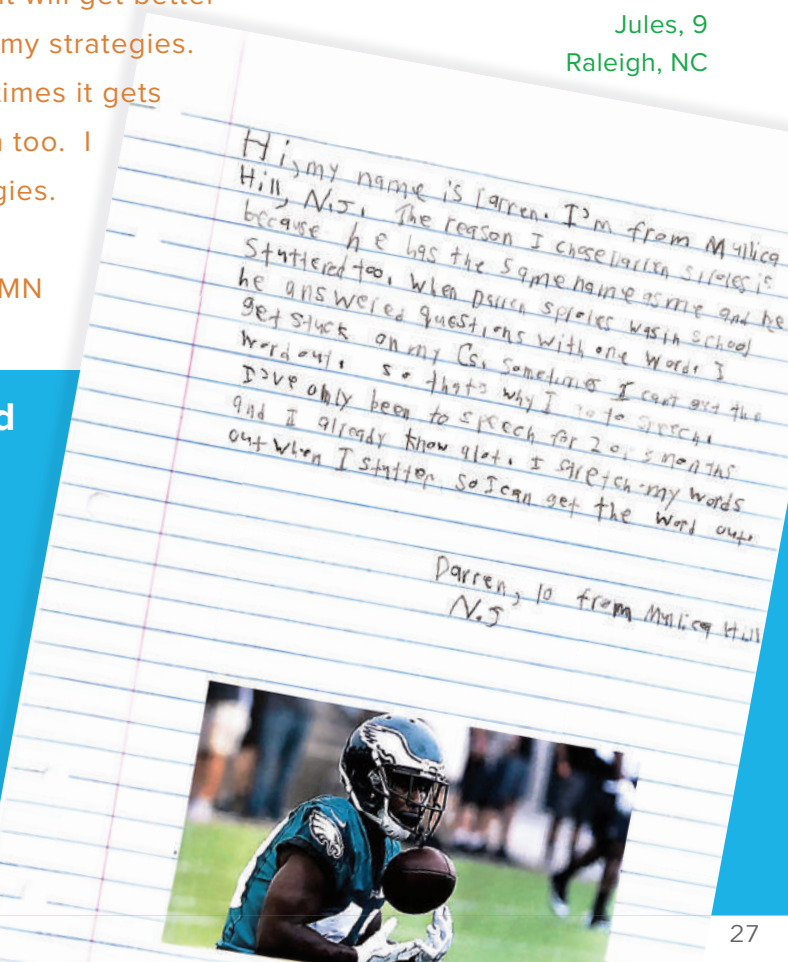 it will get better
my strategies.
times it gets
too. I
gies.
MN
d
Jules, 9
Raleigh, NC
Hi, my name is Darren. I'm from Mullica
Hill, N.J. The reason I chose Darren Sproles is
because he has the same name as me and he
Stuttered too. When Darren Sproles was in school
he answered questions with one word. I
get stuck on my Cs. Sometimes I cant get the
word out. so thats why I go to speech.
I've only been to speech for 2 or 3 months
and I already know alot. I stretch my words
out when I stutter so I can get the word out.
Darren, 10 from Mullica Hill
N.J
27